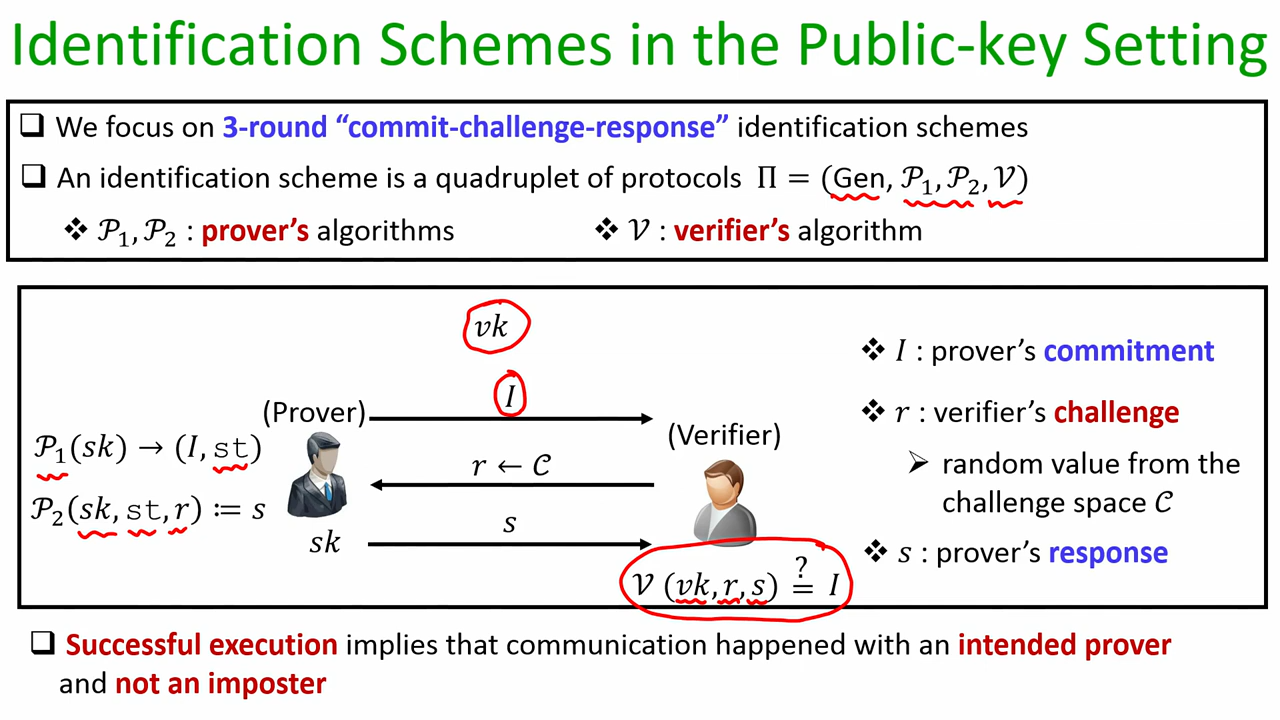 Identification Schemes in the Public-key Setting
❑ We focus on 3-round “commit-challenge-response” identification schemes
❑ An identification scheme is a quadruplet of protocols Π = (Gen, 𝒫₁, 𝒫₂, 𝒱)
❖ 𝒫₁, 𝒫₂ : prover’s algorithms
❖ 𝒱 : verifier’s algorithm
vk
I
(Prover)
(Verifier)
𝒫₁(sk) → (I, st)
r ← 𝒞
𝒫₂(sk, st, r) ≔ s
s
sk
𝒱 (vk, r, s) ≟ I
❖ I : prover’s commitment
❖ r : verifier’s challenge
➢ random value from the
challenge space 𝒞
❖ s : prover’s response
❑ Successful execution implies that communication happened with an intended prover
and not an imposter